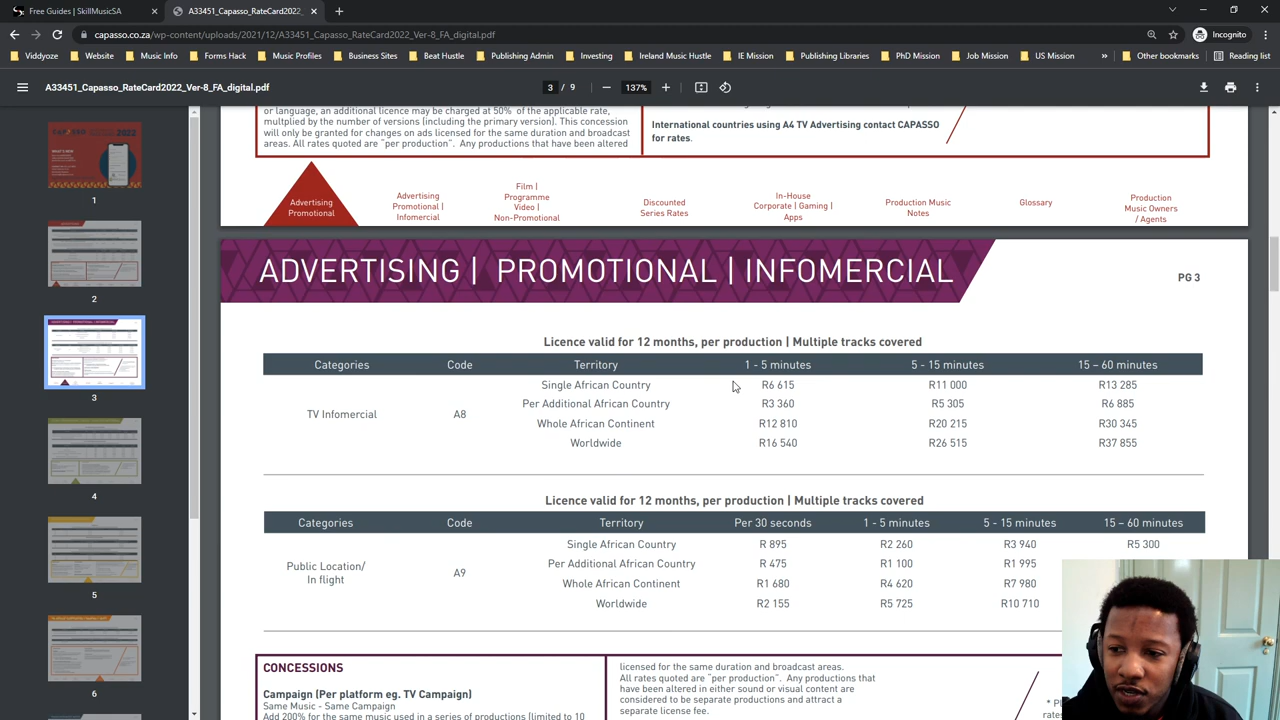 Free Guides | SkillMusicSA
A33451_Capasso_RateCard2022_
capasso.co.za/wp-content/uploads/2021/12/A33451_Capasso_RateCard2022_Ver-8_FA_digital.pdf
Incognito
Viddyoze
Website
Music Info
Forms Hack
Music Profiles
Business Sites
Beat Hustle
Publishing Admin
Investing
Ireland Music Hustle
IE Mission
Publishing Libraries
PhD Mission
Job Mission
US Mission
»
Other bookmarks
Reading list
A33451_Capasso_RateCard2022_Ver-8_FA_digital.pdf
3 / 9
137%
2022
1
2
3
4
5
6
or language, an additional licence may be charged at 50% of the applicable rate,
multplied by the number of versions (including the primary version). This concession
will only be granted for changes on ads licensed for the same duration and broadcast
areas. All rates quoted are "per production". Any productions that have been altered
International countries using A4 TV Advertising contact CAPASSO
for rates.
Advertising
Promotional
Advertising
Promotional |
Infomercial
Film |
Programme
Video |
Non-Promotional
Discounted
Series Rates
In-House
Corporate | Gaming |
Apps
Production Music
Notes
Glossary
Production
Music Owners
/ Agents
ADVERTISING | PROMOTIONAL | INFOMERCIAL
PG 3
Licence valid for 12 months, per production | Multiple tracks covered
Categories Code Territory 1 - 5 minutes 5 - 15 minutes 15 – 60 minutes
Single African Country R6 615 R11 000 R13 285
Per Additional African Country R3 360 R5 305 R6 885
TV Infomercial A8
Whole African Continent R12 810 R20 215 R30 345
Worldwide R16 540 R26 515 R37 855
Licence valid for 12 months, per production | Multiple tracks covered
Categories Code Territory Per 30 seconds 1 - 5 minutes 5 - 15 minutes 15 – 60 minutes
Single African Country R 895 R2 260 R3 940 R5 300
Per Additional African Country R 475 R1 100 R1 995
Public Location/
In flight
A9
Whole African Continent R1 680 R4 620 R7 980
Worldwide R2 155 R5 725 R10 710
CONCESSIONS
Campaign (Per platform eg. TV Campaign)
Same Music - Same Campaign
Add 200% for the same music used in a series of productions (limited to 10
licensed for the same duration and broadcast areas.
All rates quoted are "per production". Any productions that
have been altered in either sound or visual content are
considered to be separate productions and attract a
separate license fee.